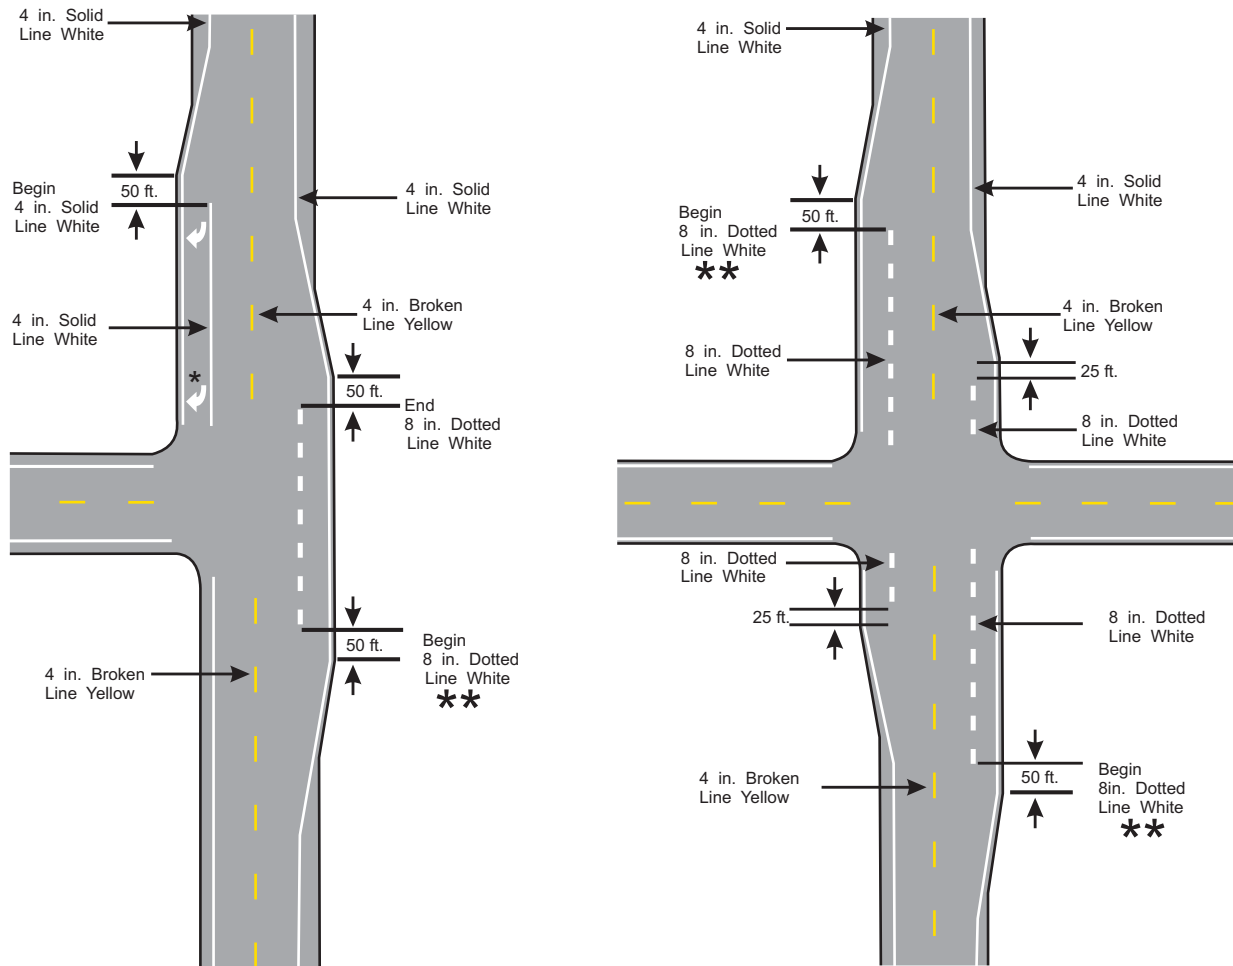 4 in. Solid
Line White
50 ft.
Begin
4 in. Solid
Line White
4 in. Solid
Line White
4 in. Solid
Line White
*
4 in. Broken
Line Yellow
50 ft.
End
8 in. Dotted
Line White
50 ft.
Begin
8 in. Dotted
Line White
**
4 in. Broken
Line Yellow
4 in. Solid
Line White
4 in. Solid
Line White
50 ft.
Begin
8 in. Dotted
Line White
**
4 in. Broken
Line Yellow
8 in. Dotted
Line White
25 ft.
8 in. Dotted
Line White
8 in. Dotted
Line White
25 ft.
8 in. Dotted
Line White
4 in. Broken
Line Yellow
50 ft.
Begin
8in. Dotted
Line White
**